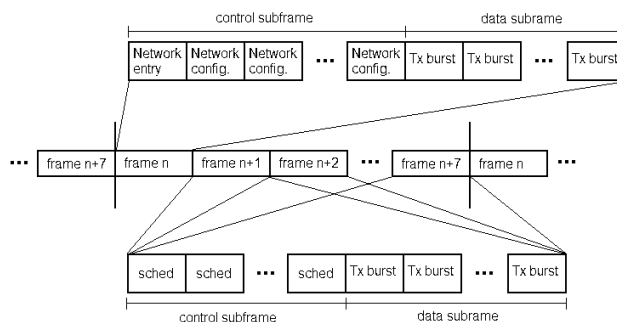 control subframe data subrame
Network entry Network config. Network config. ... Network config. Tx burst Tx burst ... Tx burst
... frame n+7 frame n frame n+1 frame n+2 ... frame n+7 frame n ...
sched sched ... sched Tx burst Tx burst ... Tx burst
control subframe data subrame